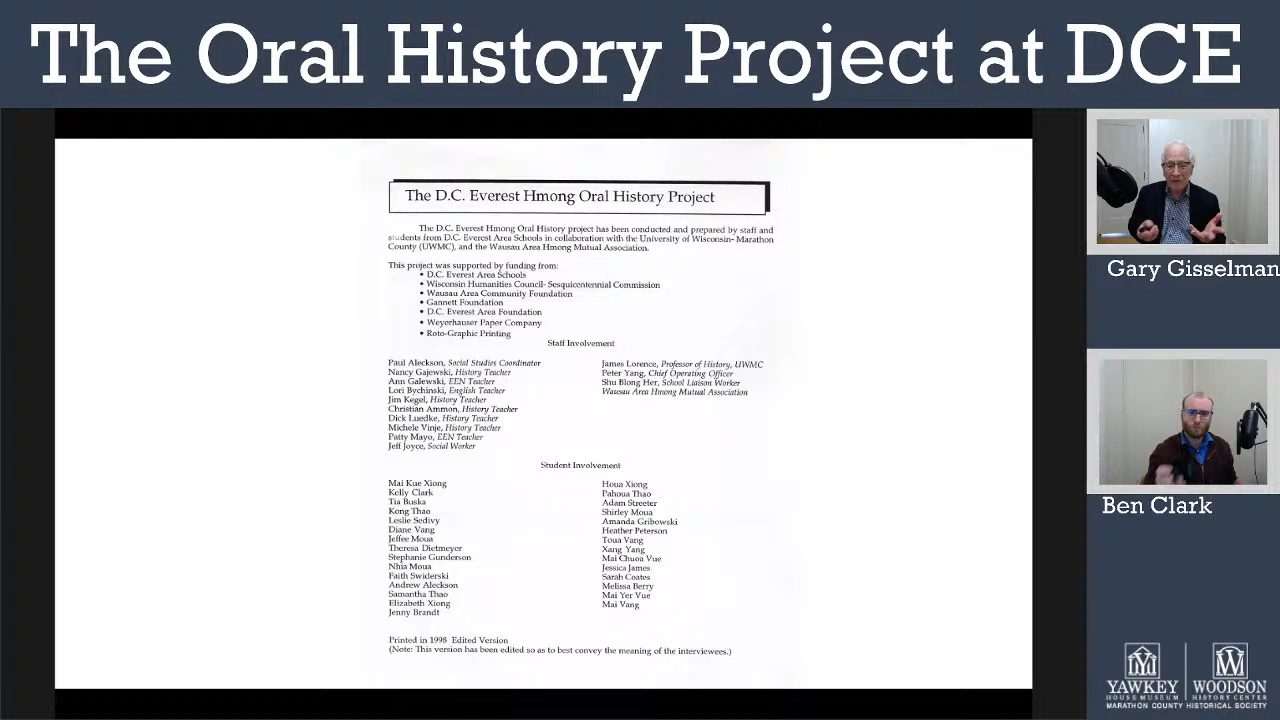 The Oral History Project at DCE
The D.C. Everest Hmong Oral History Project
The D.C. Everest Hmong Oral History project has been conducted and prepared by staff and
students from D.C. Everest Area Schools in collaboration with the University of Wisconsin- Marathon
County (UWMC), and the Wausau Area Hmong Mutual Association.
This project was supported by funding from:
• D.C. Everest Area Schools
• Wisconsin Humanities Council- Sesquicentennial Commission
• Wausau Area Community Foundation
• Gannett Foundation
• D.C. Everest Area Foundation
• Weyerhauser Paper Company
• Roto-Graphic Printing
Staff Involvement
Paul Aleckson, Social Studies Coordinator
Nancy Gajewski, History Teacher
Ann Galewski, EEN Teacher
Lori Bychinski, English Teacher
Jim Kegel, History Teacher
Christian Ammon, History Teacher
Dick Luedke, History Teacher
Michele Vinje, History Teacher
Patty Mayo, EEN Teacher
Jeff Joyce, Social Worker
James Lorence, Professor of History, UWMC
Peter Yang, Chief Operating Officer
Shu Blong Her, School Liaison Worker
Wausau Area Hmong Mutual Association
Student Involvement
Mai Kue Xiong
Kelly Clark
Tia Buska
Kong Thao
Leslie Sedivy
Diane Vang
Jeffee Moua
Theresa Dietmeyer
Stephanie Gunderson
Nhia Moua
Faith Swiderski
Andrew Aleckson
Samantha Thao
Elizabeth Xiong
Jenny Brandt
Houa Xiong
Pahoua Thao
Adam Streeter
Shirley Moua
Amanda Gribowski
Heather Peterson
Toua Vang
Xang Yang
Mai Chuoa Vue
Jessica James
Sarah Coates
Melissa Berry
Mai Yer Vue
Mai Vang
Printed in 1998 Edited Version
(Note: This version has been edited so as to best convey the meaning of the interviewees.)
Gary Gisselman
Ben Clark
YAWKEY
HOUSE MUSEUM
WOODSON
HISTORY CENTER
MARATHON COUNTY HISTORICAL SOCIETY